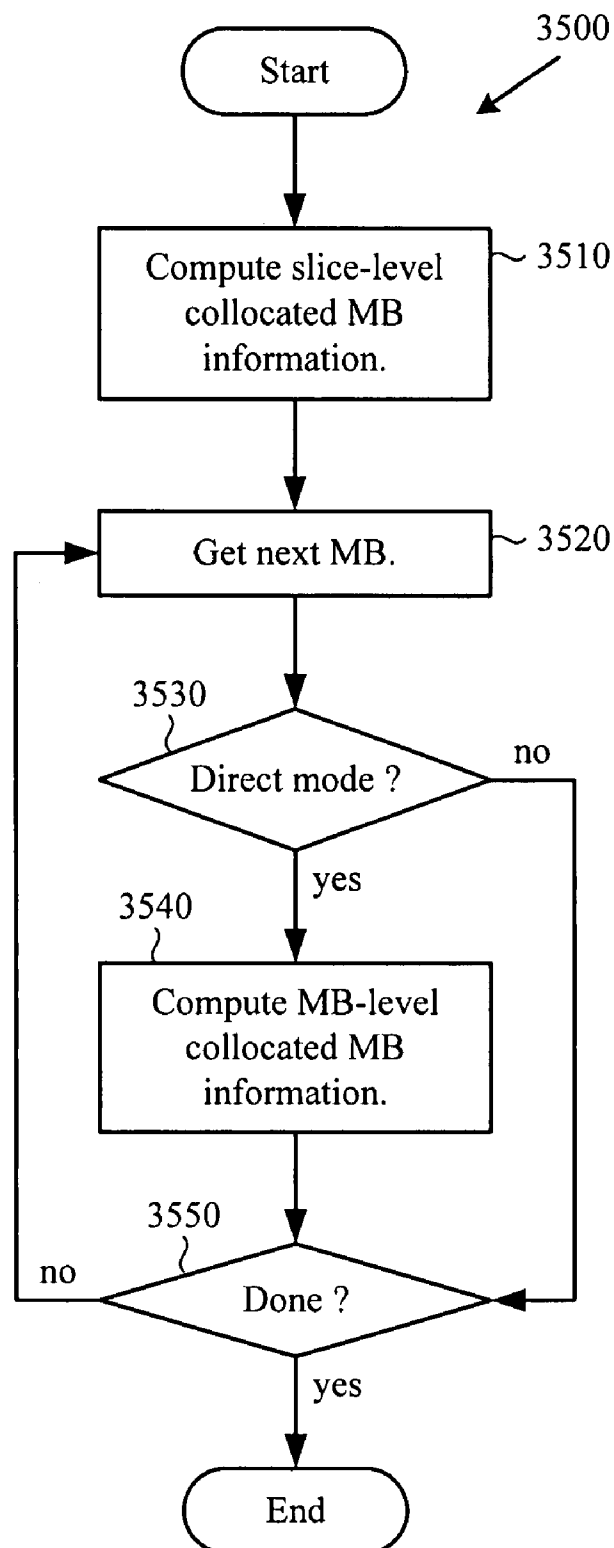 3500
Start
Compute slice-level
collocated MB
information.
3510
Get next MB.
3520
3530
Direct mode ?
no
yes
3540
Compute MB-level
collocated MB
information.
3550
no
Done ?
yes
End